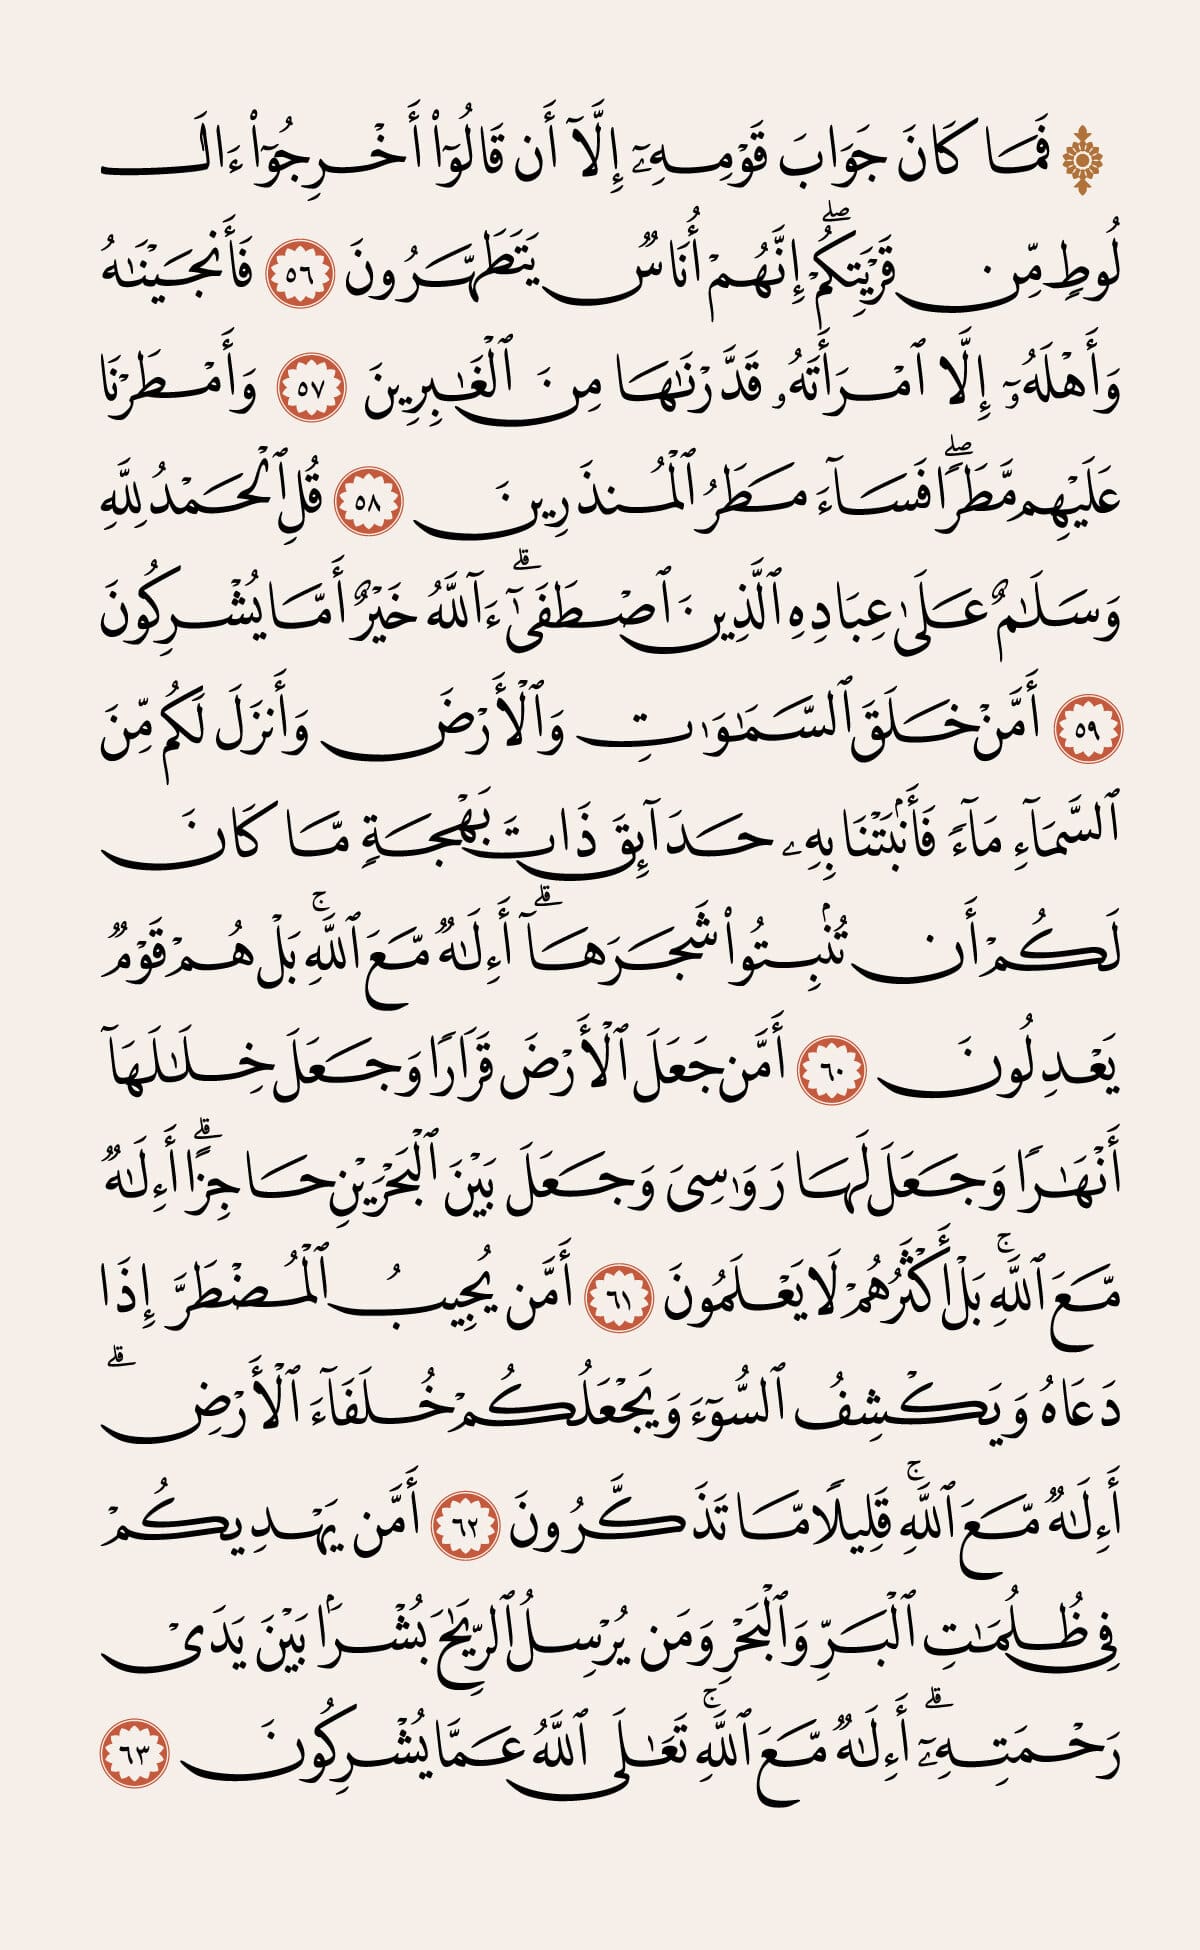 ۞ فَمَا كَانَ جَوَابَ قَوْمِهِۦٓ إِلَّآ أَن قَالُوٓا۟ أَخْرِجُوٓا۟ ءَالَ
لُوطٍ مِّن قَرْيَتِكُمْ ۖ إِنَّهُمْ أُنَاسٌ يَتَطَهَّرُونَ ٥٦ فَأَنجَيْنَـٰهُ
وَأَهْلَهُۥٓ إِلَّا ٱمْرَأَتَهُۥ قَدَّرْنَـٰهَا مِنَ ٱلْغَـٰبِرِينَ ٥٧ وَأَمْطَرْنَا
عَلَيْهِم مَّطَرًا ۖ فَسَآءَ مَطَرُ ٱلْمُنذَرِينَ ٥٨ قُلِ ٱلْحَمْدُ لِلَّهِ
وَسَلَـٰمٌ عَلَىٰ عِبَادِهِ ٱلَّذِينَ ٱصْطَفَىٰٓ ۗ ءَآللَّهُ خَيْرٌ أَمَّا يُشْرِكُونَ
٥٩ أَمَّنْ خَلَقَ ٱلسَّمَـٰوَٰتِ وَٱلْأَرْضَ وَأَنزَلَ لَكُم مِّنَ
ٱلسَّمَآءِ مَآءً فَأَنۢبَتْنَا بِهِۦ حَدَآئِقَ ذَاتَ بَهْجَةٍ مَّا كَانَ
لَكُمْ أَن تُنۢبِتُوا۟ شَجَرَهَآ ۗ أَءِلَـٰهٌ مَّعَ ٱللَّهِ ۚ بَلْ هُمْ قَوْمٌ
يَعْدِلُونَ ٦٠ أَمَّن جَعَلَ ٱلْأَرْضَ قَرَارًا وَجَعَلَ خِلَـٰلَهَآ
أَنْهَـٰرًا وَجَعَلَ لَهَا رَوَٰسِىَ وَجَعَلَ بَيْنَ ٱلْبَحْرَيْنِ حَاجِزًا ۗ أَءِلَـٰهٌ
مَّعَ ٱللَّهِ ۚ بَلْ أَكْثَرُهُمْ لَا يَعْلَمُونَ ٦١ أَمَّن يُجِيبُ ٱلْمُضْطَرَّ إِذَا
دَعَاهُ وَيَكْشِفُ ٱلسُّوٓءَ وَيَجْعَلُكُمْ خُلَفَآءَ ٱلْأَرْضِ ۗ
أَءِلَـٰهٌ مَّعَ ٱللَّهِ ۚ قَلِيلًا مَّا تَذَكَّرُونَ ٦٢ أَمَّن يَهْدِيكُمْ
فِى ظُلُمَـٰتِ ٱلْبَرِّ وَٱلْبَحْرِ وَمَن يُرْسِلُ ٱلرِّيَـٰحَ بُشْرًۢا بَيْنَ يَدَىْ
رَحْمَتِهِۦٓ ۗ أَءِلَـٰهٌ مَّعَ ٱللَّهِ ۚ تَعَـٰلَى ٱللَّهُ عَمَّا يُشْرِكُونَ ٦٣